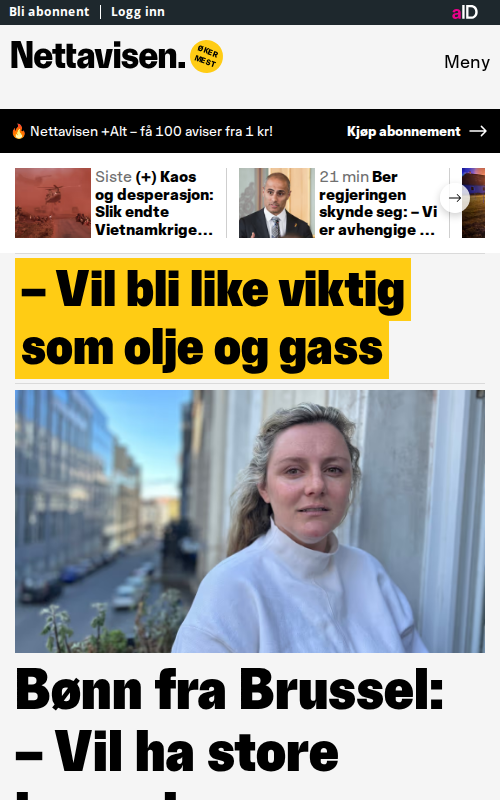 Bli abonnent | Logg inn
aID
Nettavisen.
ØKER
MEST
Meny
Nettavisen +Alt – få 100 aviser fra 1 kr!
Kjøp abonnement
Siste (+) Kaos
og desperasjon:
Slik endte
Vietnamkrige…
21 min Ber
regjeringen
skynde seg: – Vi
er avhengige …
– Vil bli like viktig
som olje og gass
Bønn fra Brussel:
– Vil ha store